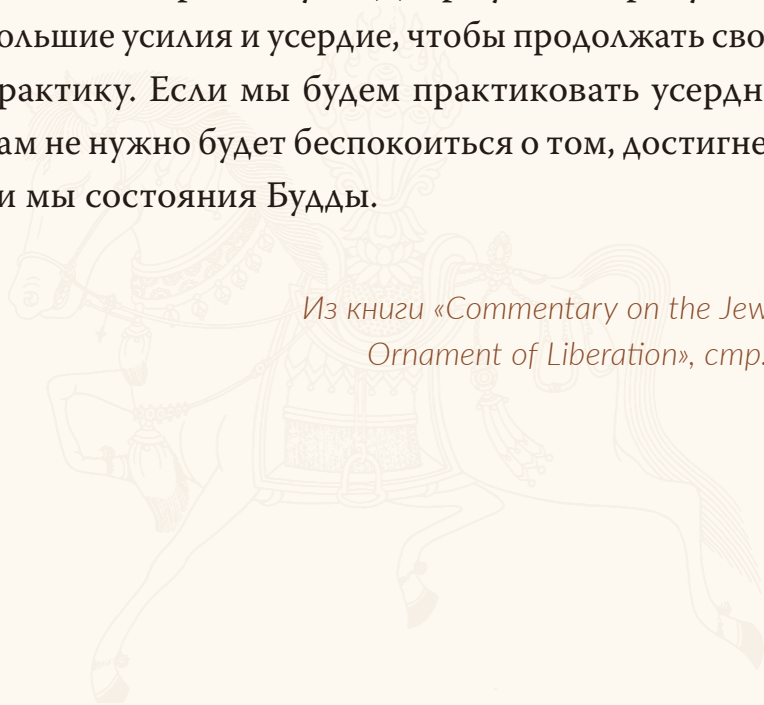 ольшие усилия и усердие, чтобы продолжать сво
рактику. Если мы будем практиковать усердн
ам не нужно будет беспокоиться о том, достигне
и мы состояния Будды.
Из книги «Commentary on the Jew
Ornament of Liberation», стр.